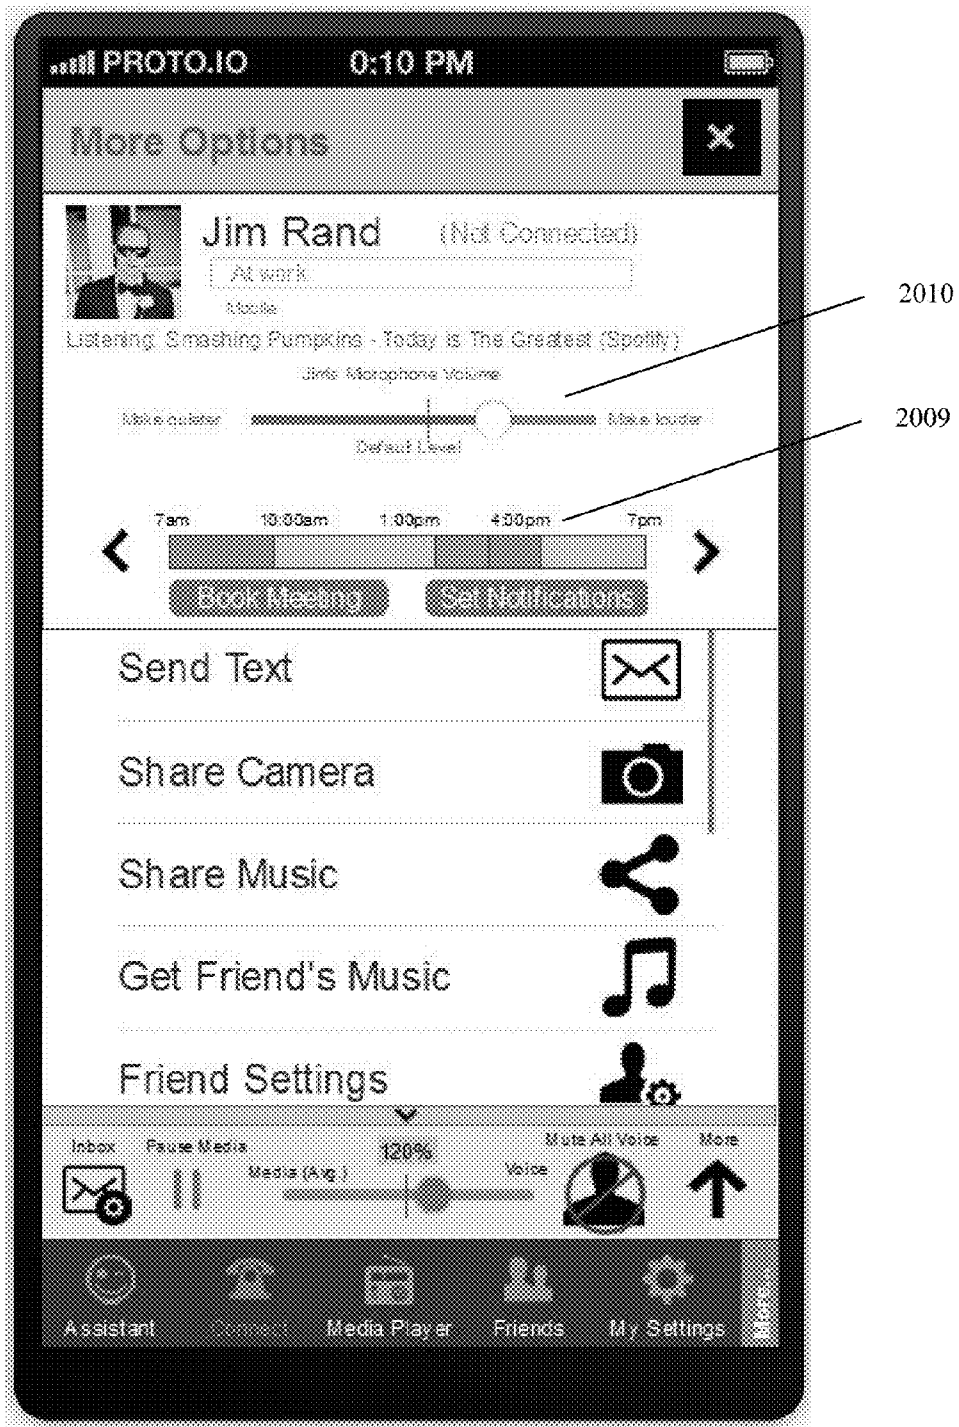 PROTO.IO 0:10 PM
More Options ×
Jim Rand (Not Connected)
At work
Mobile
Listening: Smashing Pumpkins - Today Is The Greatest (Spotify)
2010
Jim's Microphone Volume
Make quieter Make louder
2009
Default Level
7am 10:00am 1:00pm 4:00pm 7pm
Book Meeting Set Notifications
Send Text
Share Camera
Share Music
Get Friend's Music
Friend Settings
Inbox Pause Media 120% Mute All Voice More
Media (Avg.) Voice
Assistant Connect Media Player Friends My Settings More...